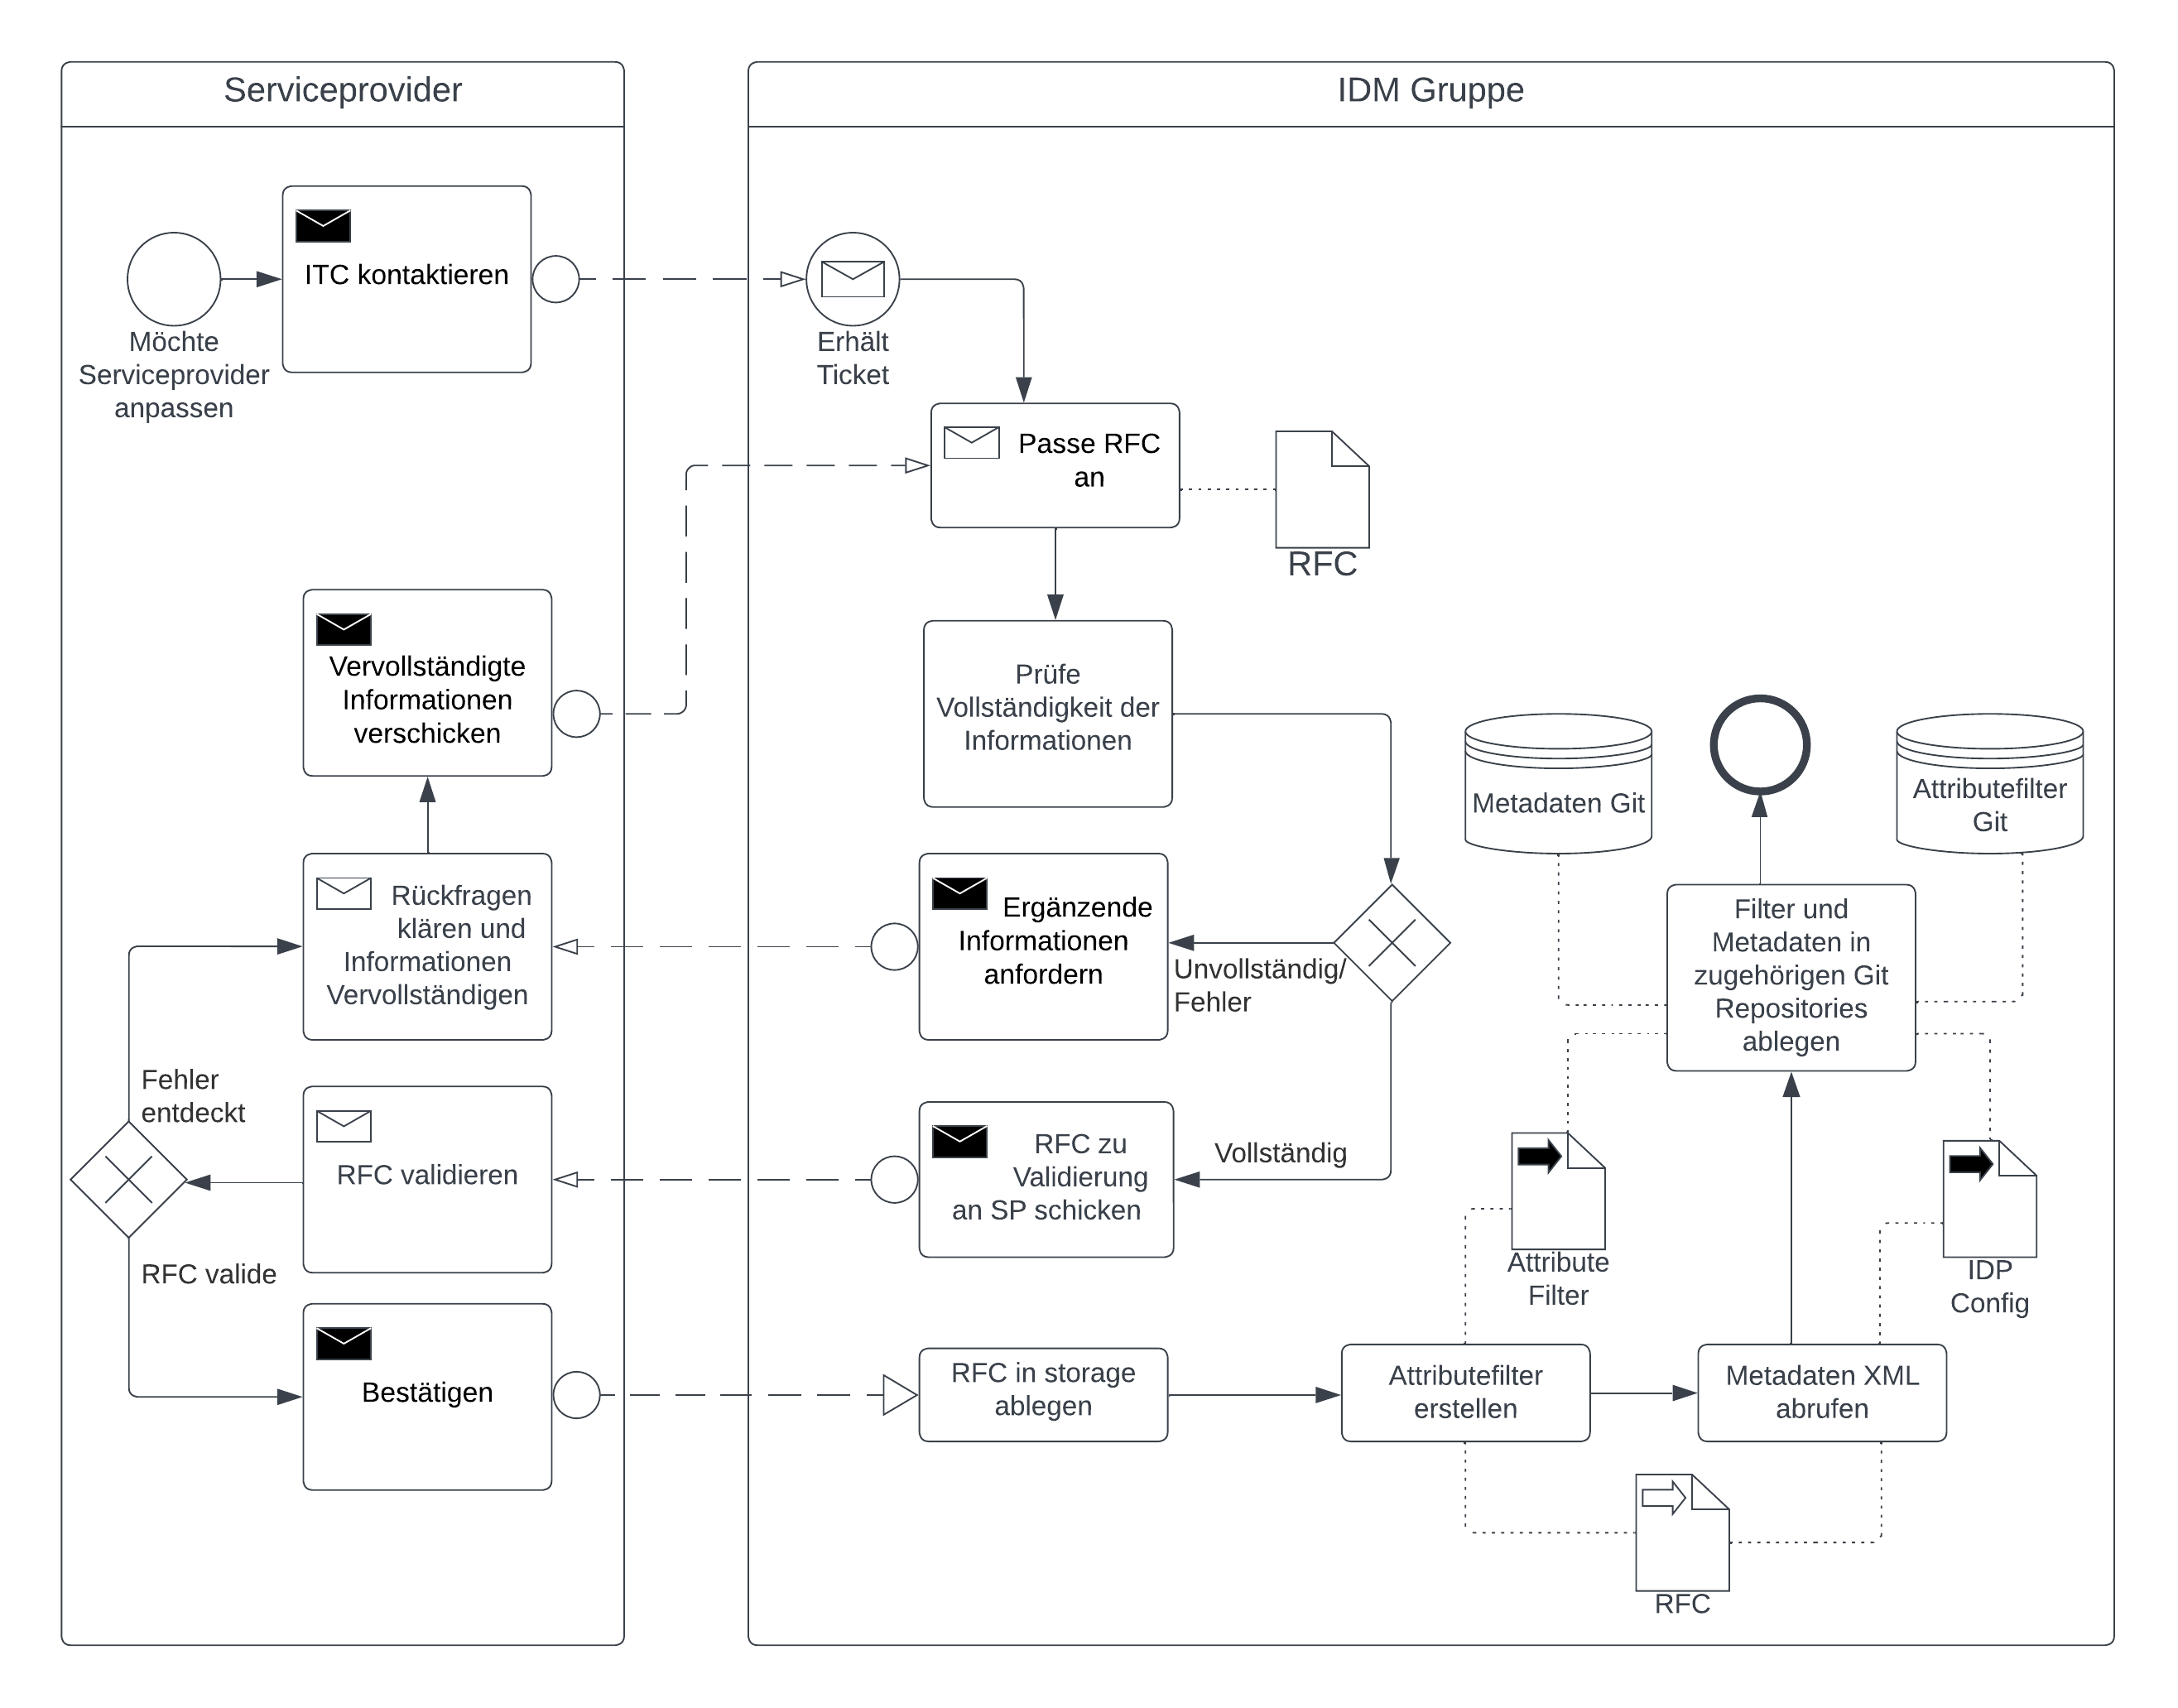 Serviceprovider
IDM Gruppe
ITC kontaktieren
Möchte
Serviceprovider
anpassen
Erhält
Ticket
Passe RFC
an
RFC
Vervollständigte
Informationen
verschicken
Prüfe
Vollständigkeit der
Informationen
Metadaten Git
Attributefilter
Git
Rückfragen
klären und
Informationen
Vervollständigen
Ergänzende
Informationen
anfordern
Unvollständig/
Fehler
Filter und
Metadaten in
zugehörigen Git
Repositories
ablegen
Fehler
entdeckt
RFC validieren
RFC zu
Validierung
an SP schicken
Vollständig
RFC valide
Attribute
Filter
IDP
Config
Bestätigen
RFC in storage
ablegen
Attributefilter
erstellen
Metadaten XML
abrufen
RFC